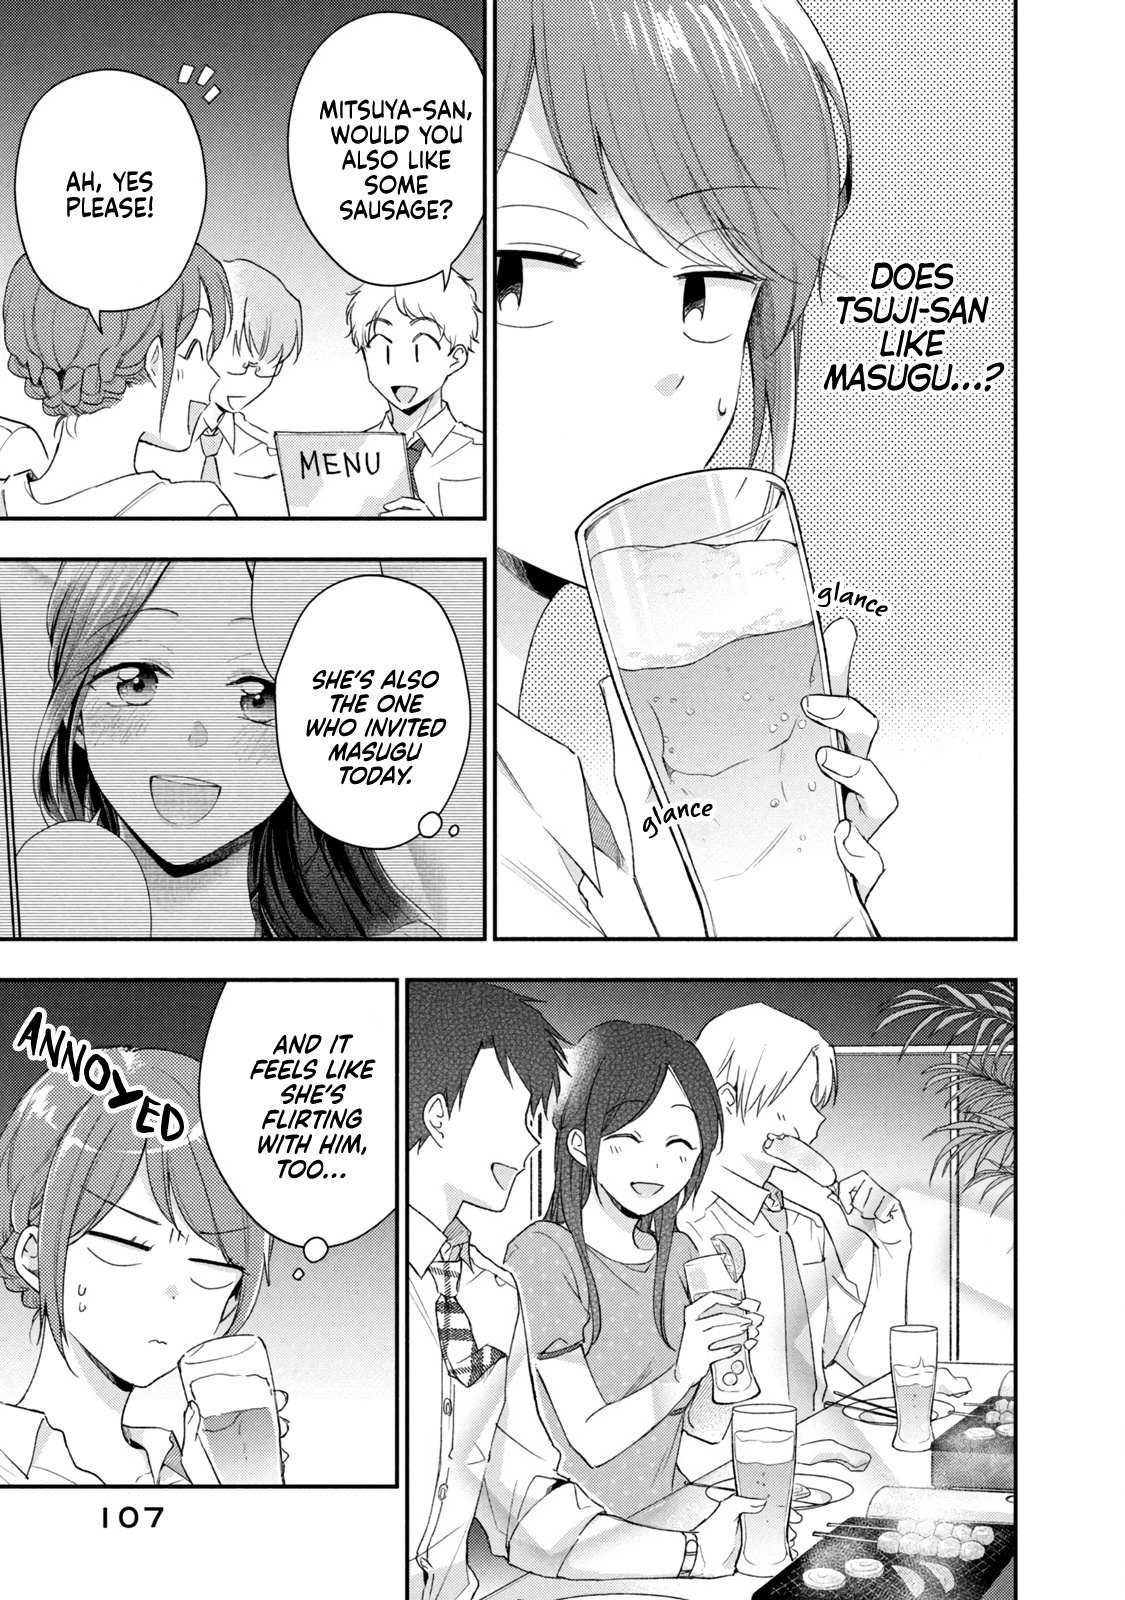 DOES
TSUJI-SAN
LIKE
MASUGU...?
glance
glance
MITSUYA-SAN,
WOULD YOU
ALSO LIKE
SOME
SAUSAGE?
AH, YES
PLEASE!
MENU
SHE'S ALSO
THE ONE
WHO INVITED
MASUGU
TODAY.
AND IT
FEELS LIKE
SHE'S
FLIRTING
WITH HIM,
TOO...
ANNOYED
107